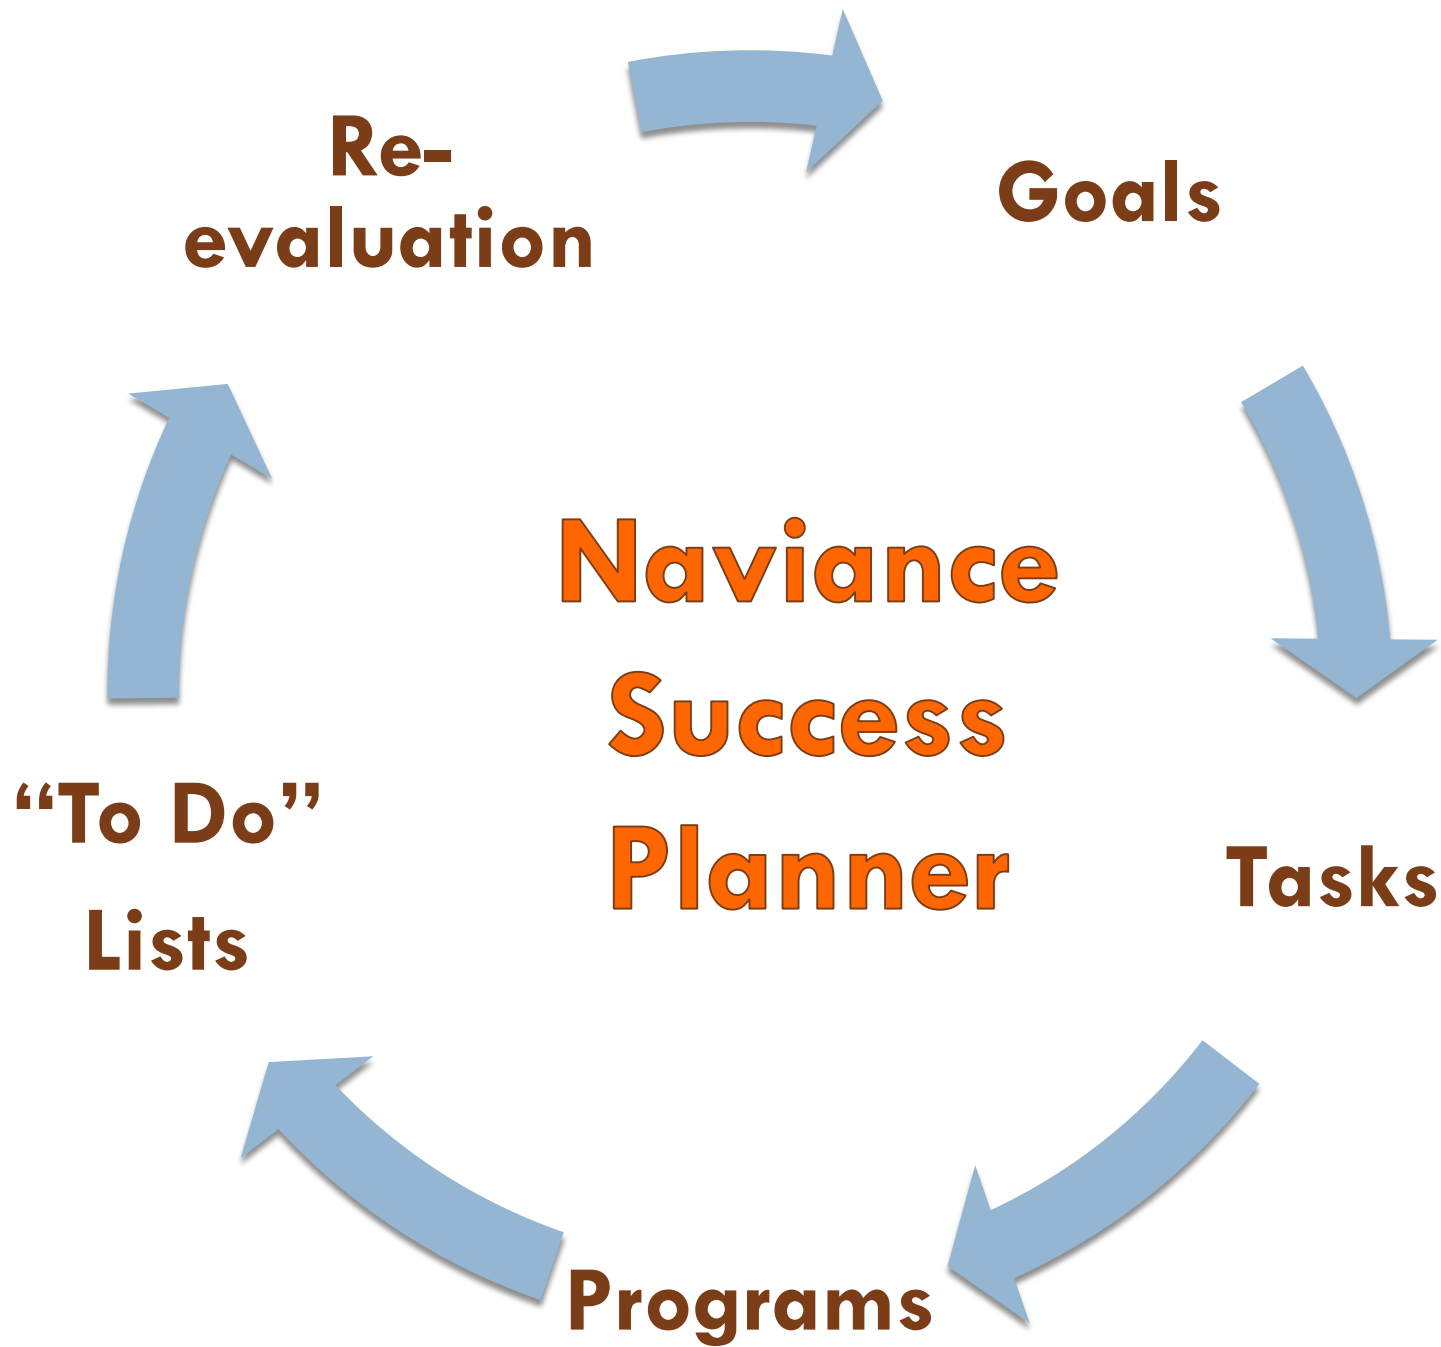 Re-
evaluation
Goals
Naviance
Success
Planner
“To Do”
Lists
Tasks
Programs